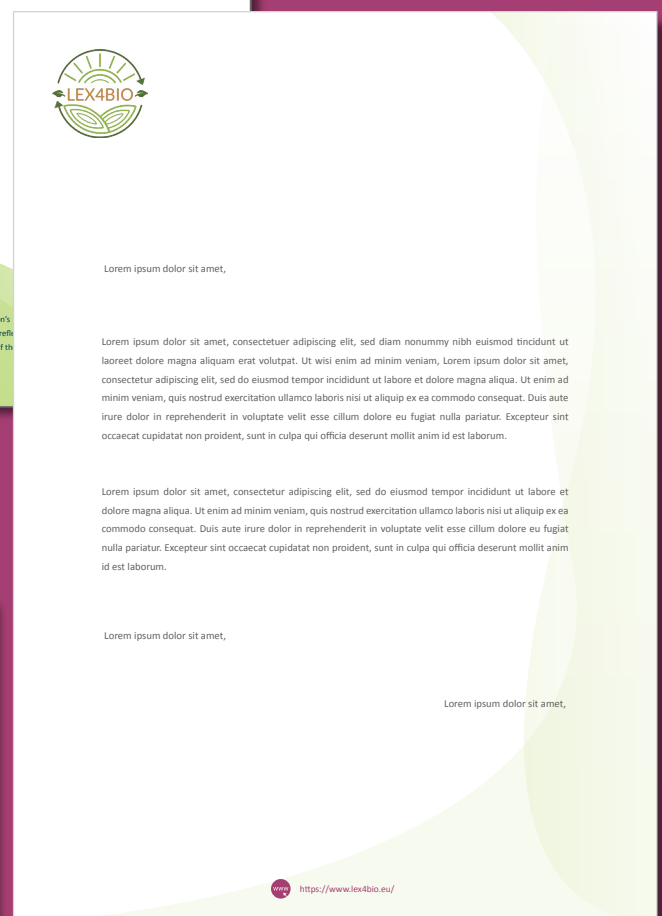 LEX4BIO
Lorem ipsum dolor sit amet,
n's
refle
f th
Lorem ipsum dolor sit amet, consectetuer adipiscing elit, sed diam nonummy nibh euismod tincidunt ut
laoreet dolore magna aliquam erat volutpat. Ut wisi enim ad minim veniam, Lorem ipsum dolor sit amet,
consectetur adipiscing elit, sed do eiusmod tempor incididunt ut labore et dolore magna aliqua. Ut enim ad
minim veniam, quis nostrud exercitation ullamco laboris nisi ut aliquip ex ea commodo consequat. Duis aute
irure dolor in reprehenderit in voluptate velit esse cillum dolore eu fugiat nulla pariatur. Excepteur sint
occaecat cupidatat non proident, sunt in culpa qui officia deserunt mollit anim id est laborum.
Lorem ipsum dolor sit amet, consectetur adipiscing elit, sed do eiusmod tempor incididunt ut labore et
dolore magna aliqua. Ut enim ad minim veniam, quis nostrud exercitation ullamco laboris nisi ut aliquip ex ea
commodo consequat. Duis aute irure dolor in reprehenderit in voluptate velit esse cillum dolore eu fugiat
nulla pariatur. Excepteur sint occaecat cupidatat non proident, sunt in culpa qui officia deserunt mollit anim
id est laborum.
Lorem ipsum dolor sit amet,
Lorem ipsum dolor sit amet,
www https://www.lex4bio.eu/